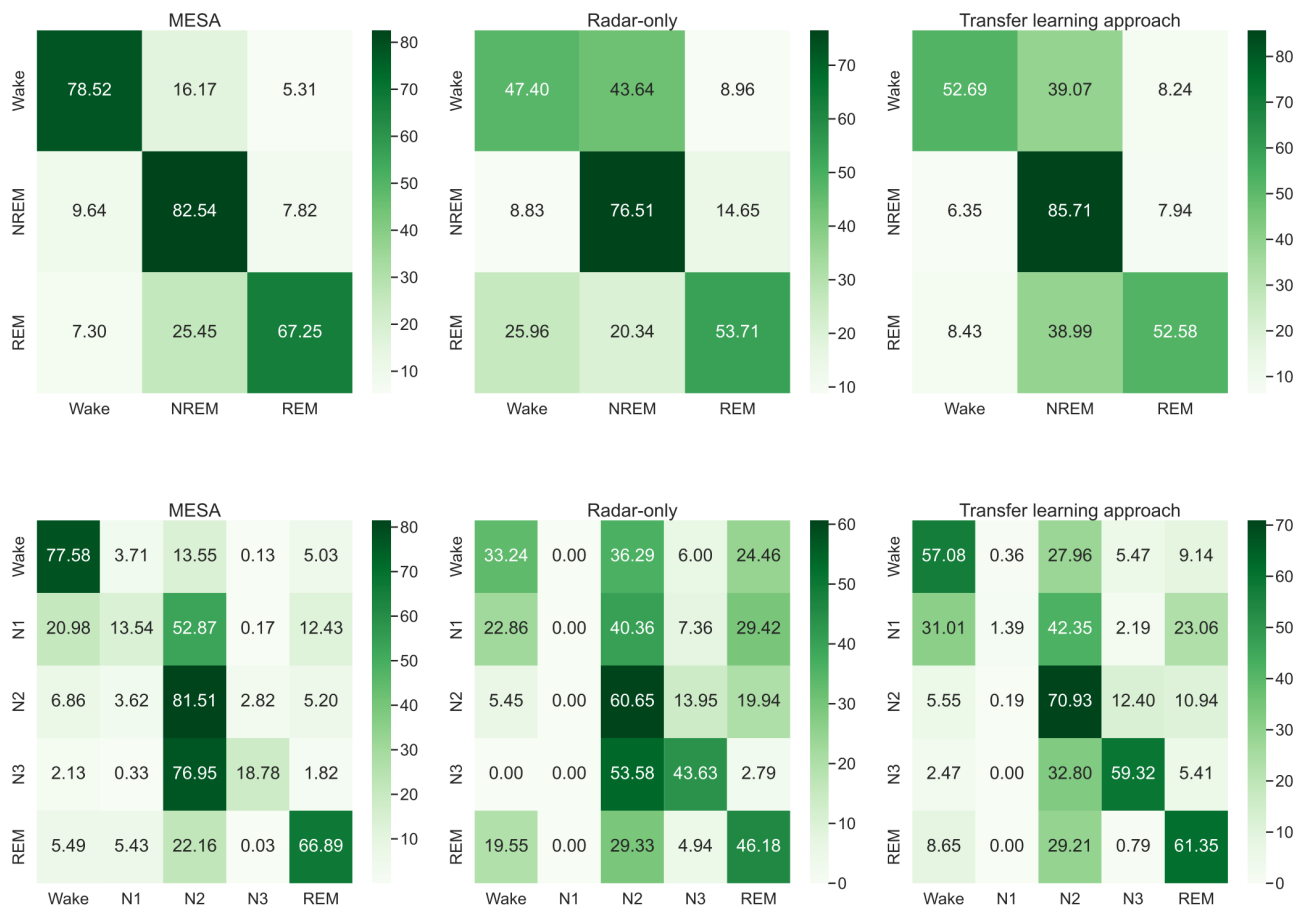 MESA
Radar-only
Transfer learning approach
Wake 78.52 16.17 5.31
NREM 9.64 82.54 7.82
REM 7.30 25.45 67.25
Wake NREM REM
80
70
60
50
40
30
20
10
Wake 47.40 43.64 8.96
NREM 8.83 76.51 14.65
REM 25.96 20.34 53.71
Wake NREM REM
70
60
50
40
30
20
10
Wake 52.69 39.07 8.24
NREM 6.35 85.71 7.94
REM 8.43 38.99 52.58
Wake NREM REM
80
70
60
50
40
30
20
10
MESA
Radar-only
Transfer learning approach
Wake 77.58 3.71 13.55 0.13 5.03
N1 20.98 13.54 52.87 0.17 12.43
N2 6.86 3.62 81.51 2.82 5.20
N3 2.13 0.33 76.95 18.78 1.82
REM 5.49 5.43 22.16 0.03 66.89
Wake N1 N2 N3 REM
80
70
60
50
40
30
20
10
Wake 33.24 0.00 36.29 6.00 24.46
N1 22.86 0.00 40.36 7.36 29.42
N2 5.45 0.00 60.65 13.95 19.94
N3 0.00 0.00 53.58 43.63 2.79
REM 19.55 0.00 29.33 4.94 46.18
Wake N1 N2 N3 REM
60
50
40
30
20
10
0
Wake 57.08 0.36 27.96 5.47 9.14
N1 31.01 1.39 42.35 2.19 23.06
N2 5.55 0.19 70.93 12.40 10.94
N3 2.47 0.00 32.80 59.32 5.41
REM 8.65 0.00 29.21 0.79 61.35
Wake N1 N2 N3 REM
70
60
50
40
30
20
10
0